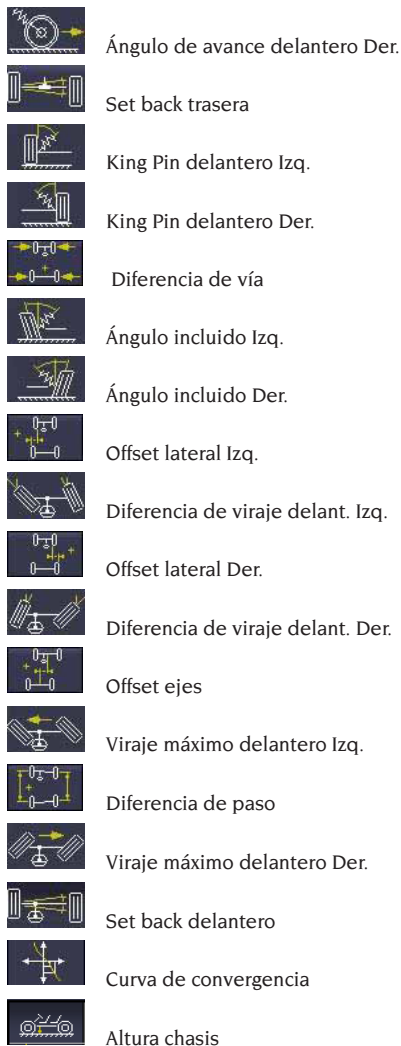 Ángulo de avance delantero Der.
Set back trasera
King Pin delantero Izq.
King Pin delantero Der.
Diferencia de vía
Ángulo incluido Izq.
Ángulo incluido Der.
Offset lateral Izq.
Diferencia de viraje delant. Izq.
Offset lateral Der.
Diferencia de viraje delant. Der.
Offset ejes
Viraje máximo delantero Izq.
Diferencia de paso
Viraje máximo delantero Der.
Set back delantero
Curva de convergencia
Altura chasis